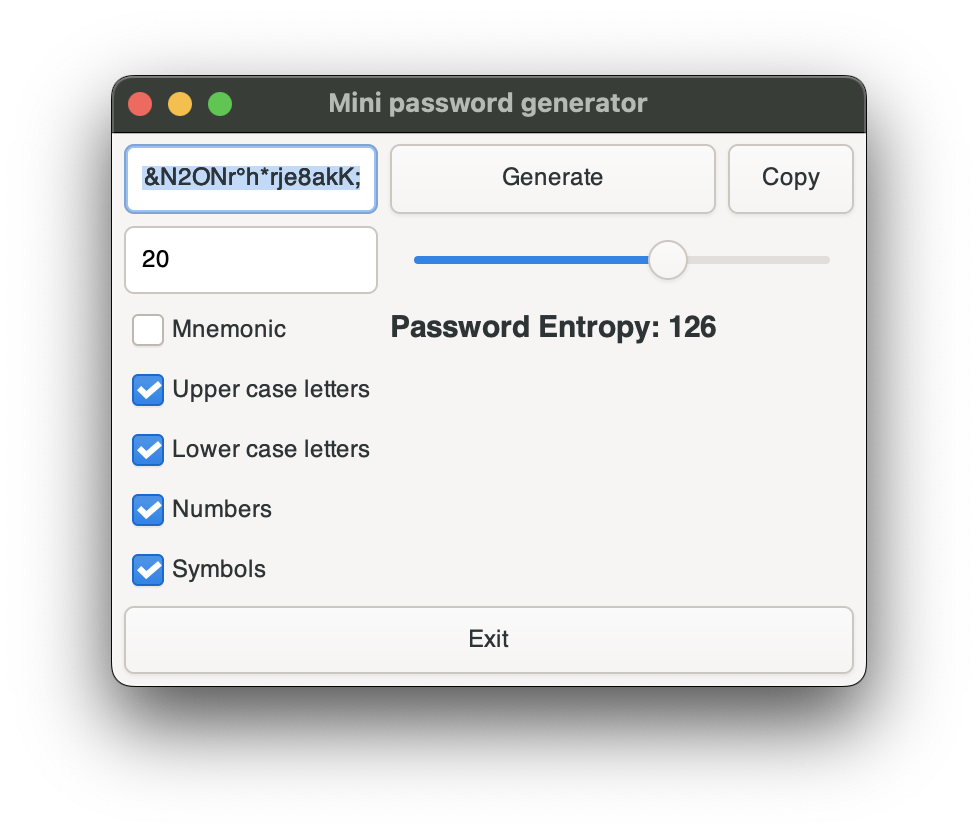 Mini password generator
&N2ONr°h*rje8akK;
Generate
Copy
20
Mnemonic
Password Entropy: 126
Upper case letters
Lower case letters
Numbers
Symbols
Exit